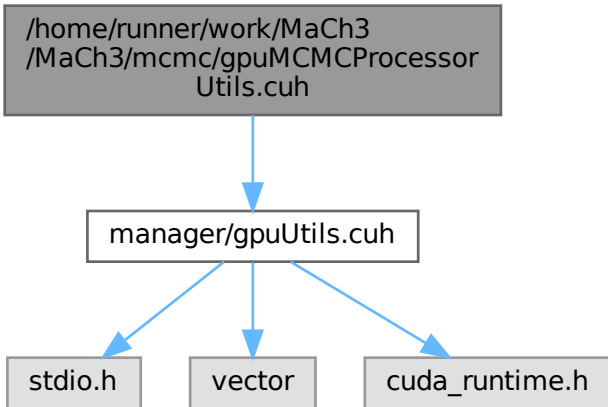 /home/runner/work/MaCh3
/MaCh3/mcmc/gpuMCMCProcessor
Utils.cuh
manager/gpuUtils.cuh
stdio.h
vector
cuda_runtime.h